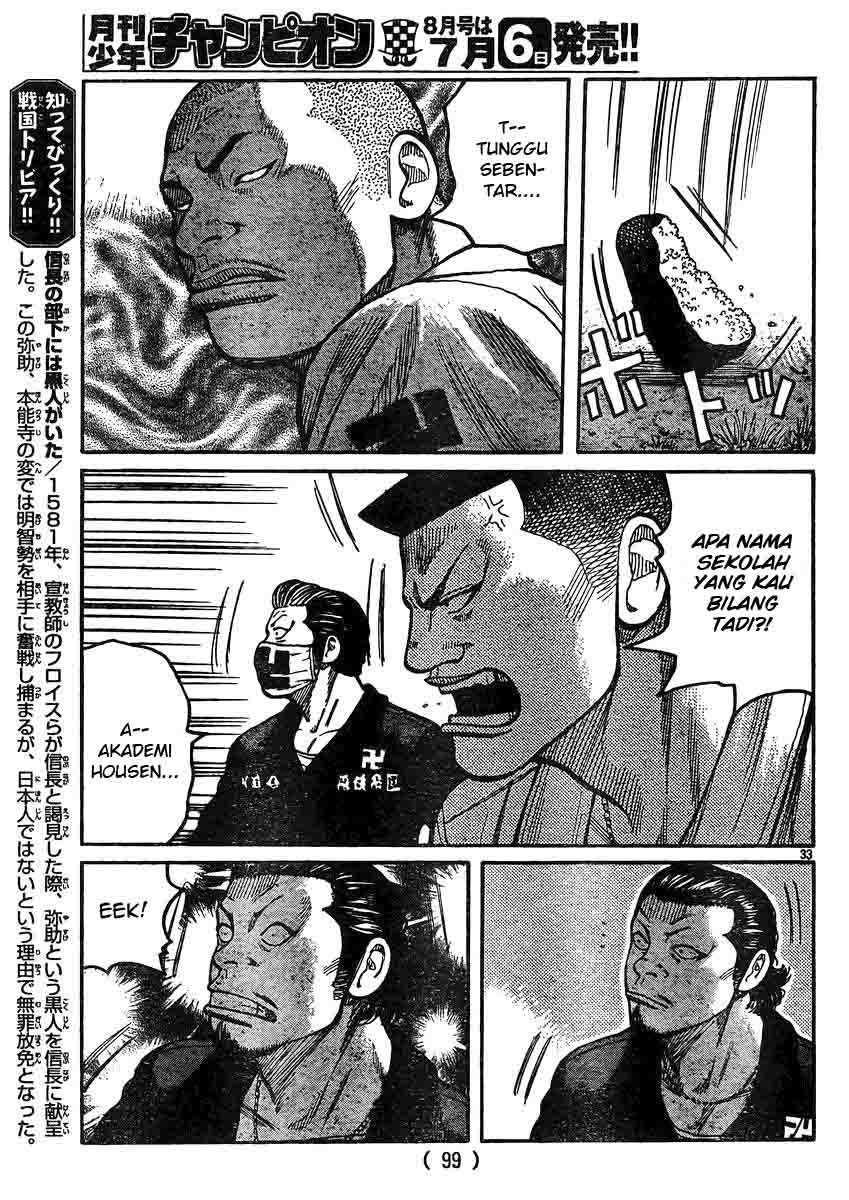 月刊
少年
チャンピオン
8月号は
7月6日発売!!
知ってびっくり!!
戦国トリビア!!
信長の部下には黒人がいた/1581年、宣教師のフロイスらが信長と謁見した際、弥助という黒人を信長に献呈
した。この弥助、本能寺の変では明智勢を相手に奮戦し捕まるが、日本人ではないという理由で無罪放免となった。
ボトッ
T--
TUNGGU
SEBEN-
TAR....
APA NAMA
SEKOLAH
YANG KAU
BILANG
TADI?!
A--
AKADEMI
HOUSEN...
卍
33
...
EEK!
( 99 )